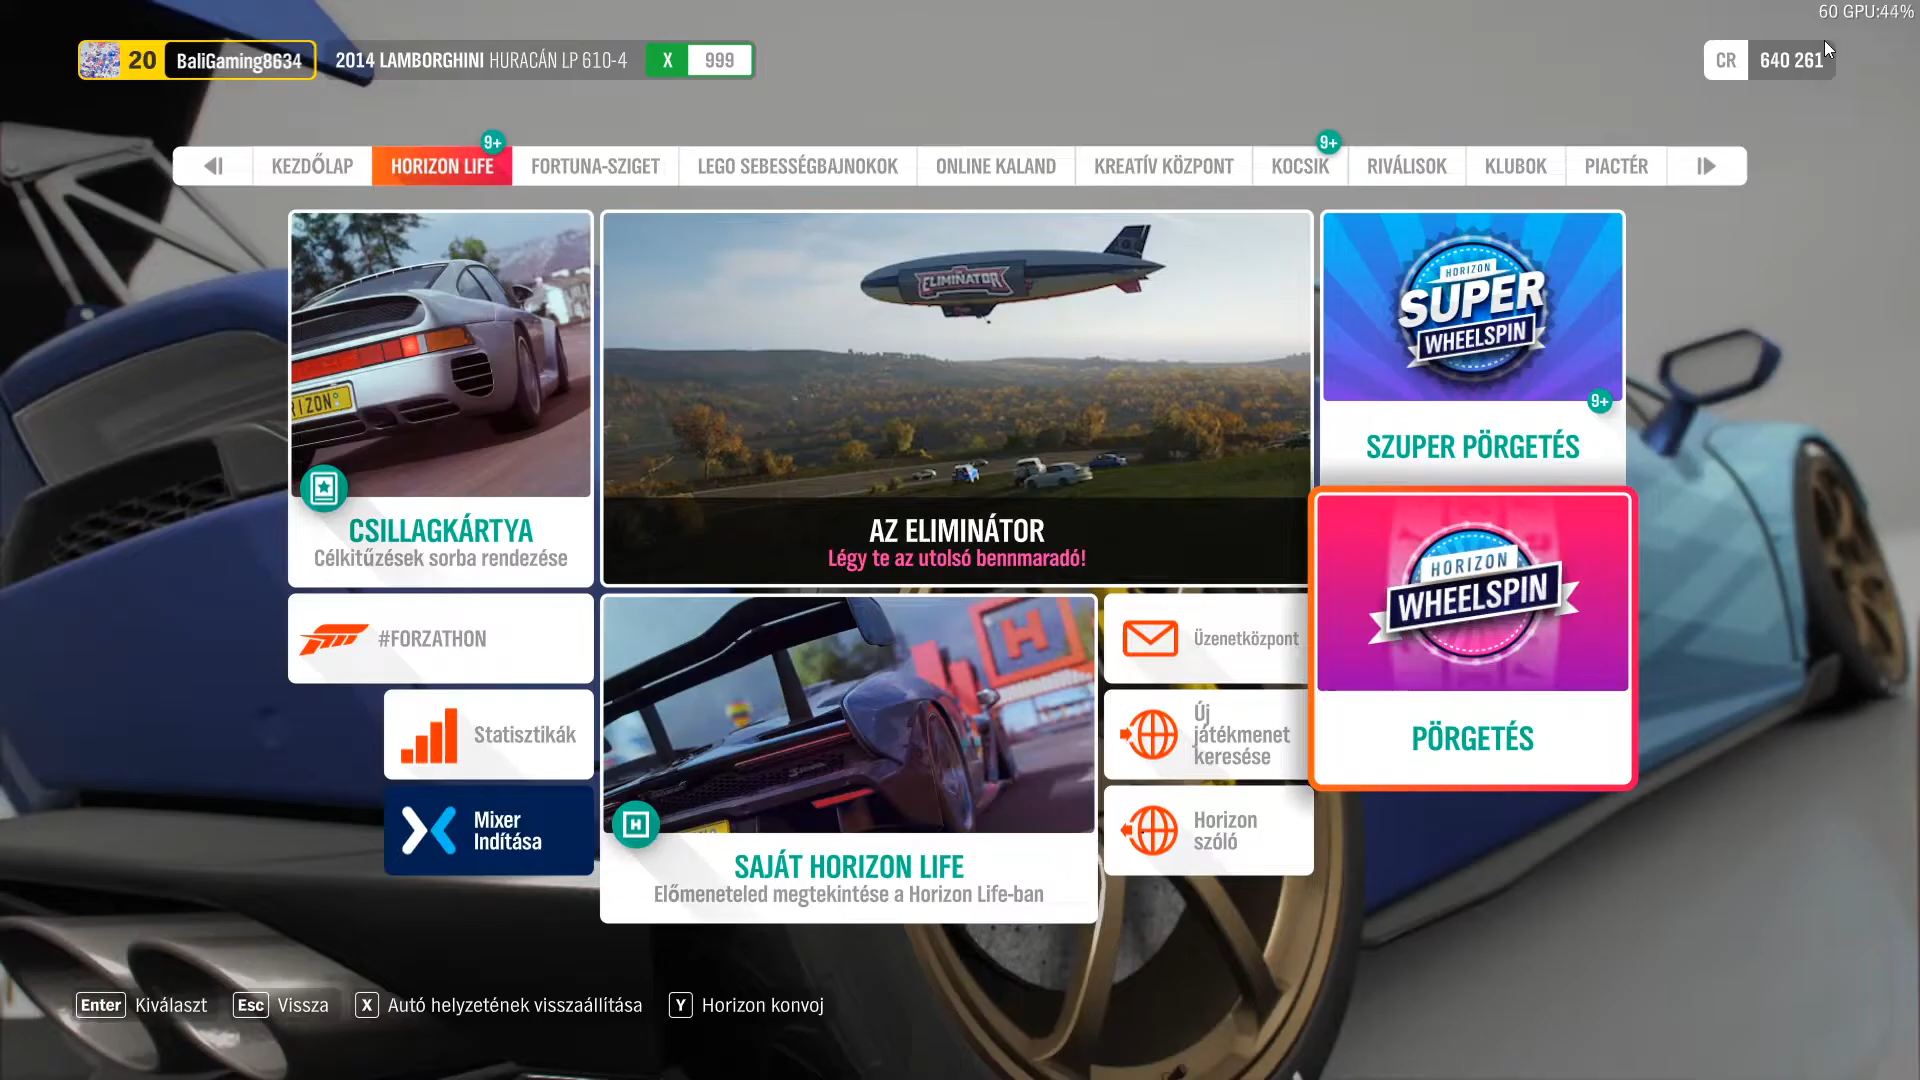 60 GPU:44%
20 BaliGaming8634
2014 LAMBORGHINI HURACÁN LP 610-4
X 999
CR 640 261
9+
9+
KEZDŐLAP
HORIZON LIFE
FORTUNA-SZIGET
LEGO SEBESSÉGBAJNOKOK
ONLINE KALAND
KREATÍV KÖZPONT
KOCSIK
RIVÁLISOK
KLUBOK
PIACTÉR
ELIMINATOR
HORIZON
SUPER
WHEELSPIN
9+
SZUPER PÖRGETÉS
CSILLAGKÁRTYA
Célkitűzések sorba rendezése
AZ ELIMINÁTOR
Légy te az utolsó bennmaradó!
HORIZON
WHEELSPIN
PÖRGETÉS
#FORZATHON
Statisztikák
Mixer
Indítása
H
SAJÁT HORIZON LIFE
Előmeneteled megtekintése a Horizon Life-ban
Üzenetközpont
Új
játékmenet
keresése
Horizon
szóló
Enter Kiválaszt
Esc Vissza
X Autó helyzetének visszaállítása
Y Horizon konvoj